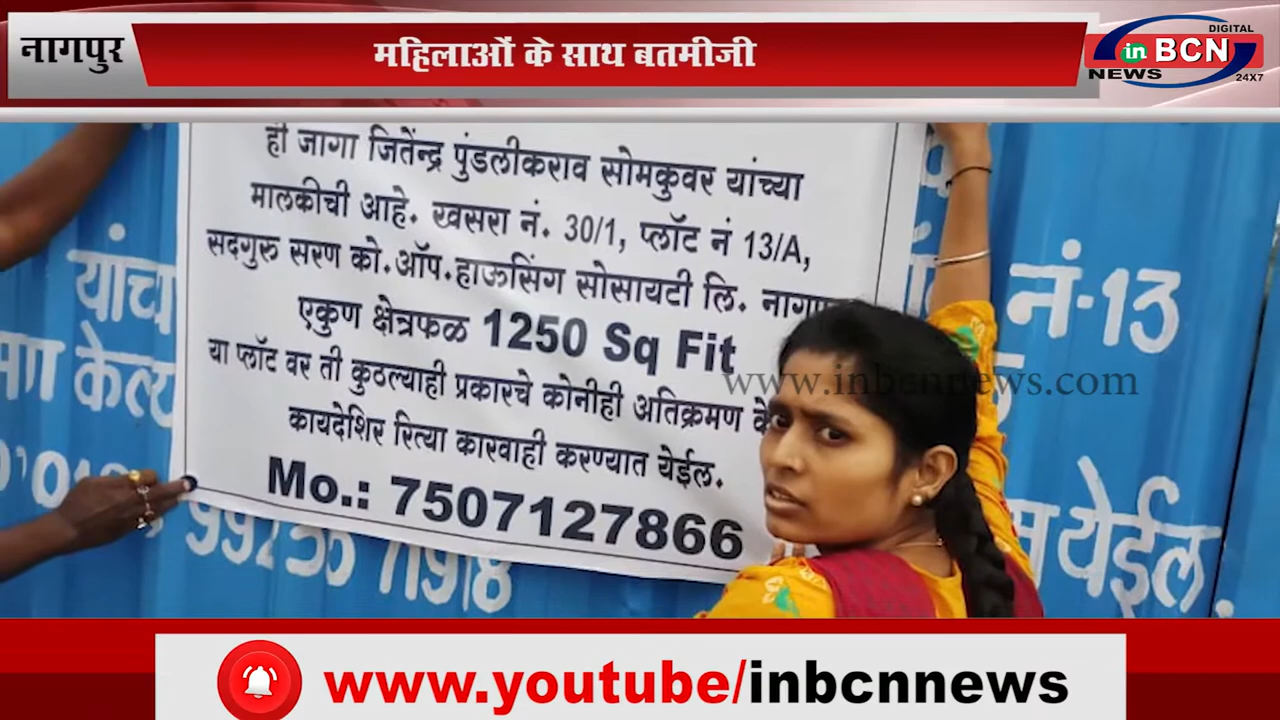 नागपुर
महिलाओं के साथ बतमीजी
DIGITAL
in BCN
NEWS
24X7
ही जागा जितेंन्द्र पुंडलीकराव सोमकुवर यांच्या
मालकीची आहे. खसरा नं. 30/1, प्लॉट नं 13/A,
सदगुरु सरण को.ऑप.हाऊसिंग सोसायटी लि.
एकुण क्षेत्रफळ 1250 Sq Fit
या प्लॉट वर ती कुठल्याही प्रकारचे कोनीही अतिक्रमण
कायदेशिर रित्या कारवाही करण्यात येईल.
Mo.: 7507127866
नं-13
येईल.
www.inbcnnews.com
www.youtube/inbcnnews